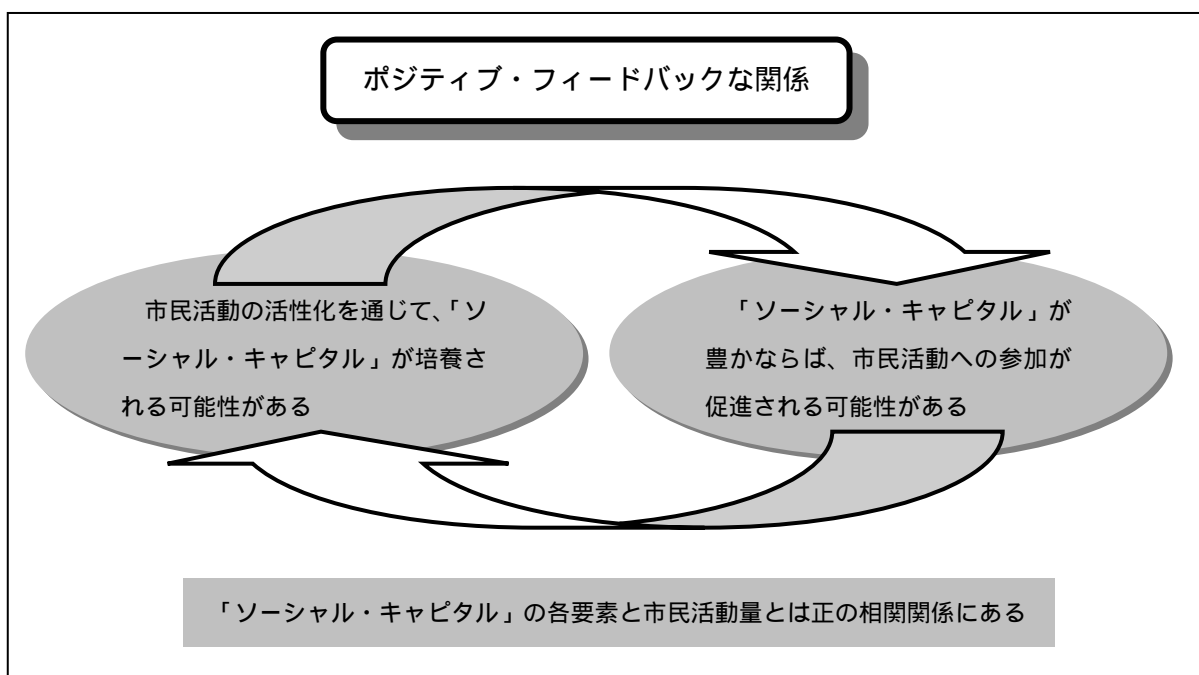 ポジティブ・フィードバックな関係
市民活動の活性化を通じて、「ソ
ーシャル・キャピタル」が培養さ
れる可能性がある
「ソーシャル・キャピタル」が
豊かならば、市民活動への参加が
促進される可能性がある
「ソーシャル・キャピタル」の各要素と市民活動量とは正の相関関係にある